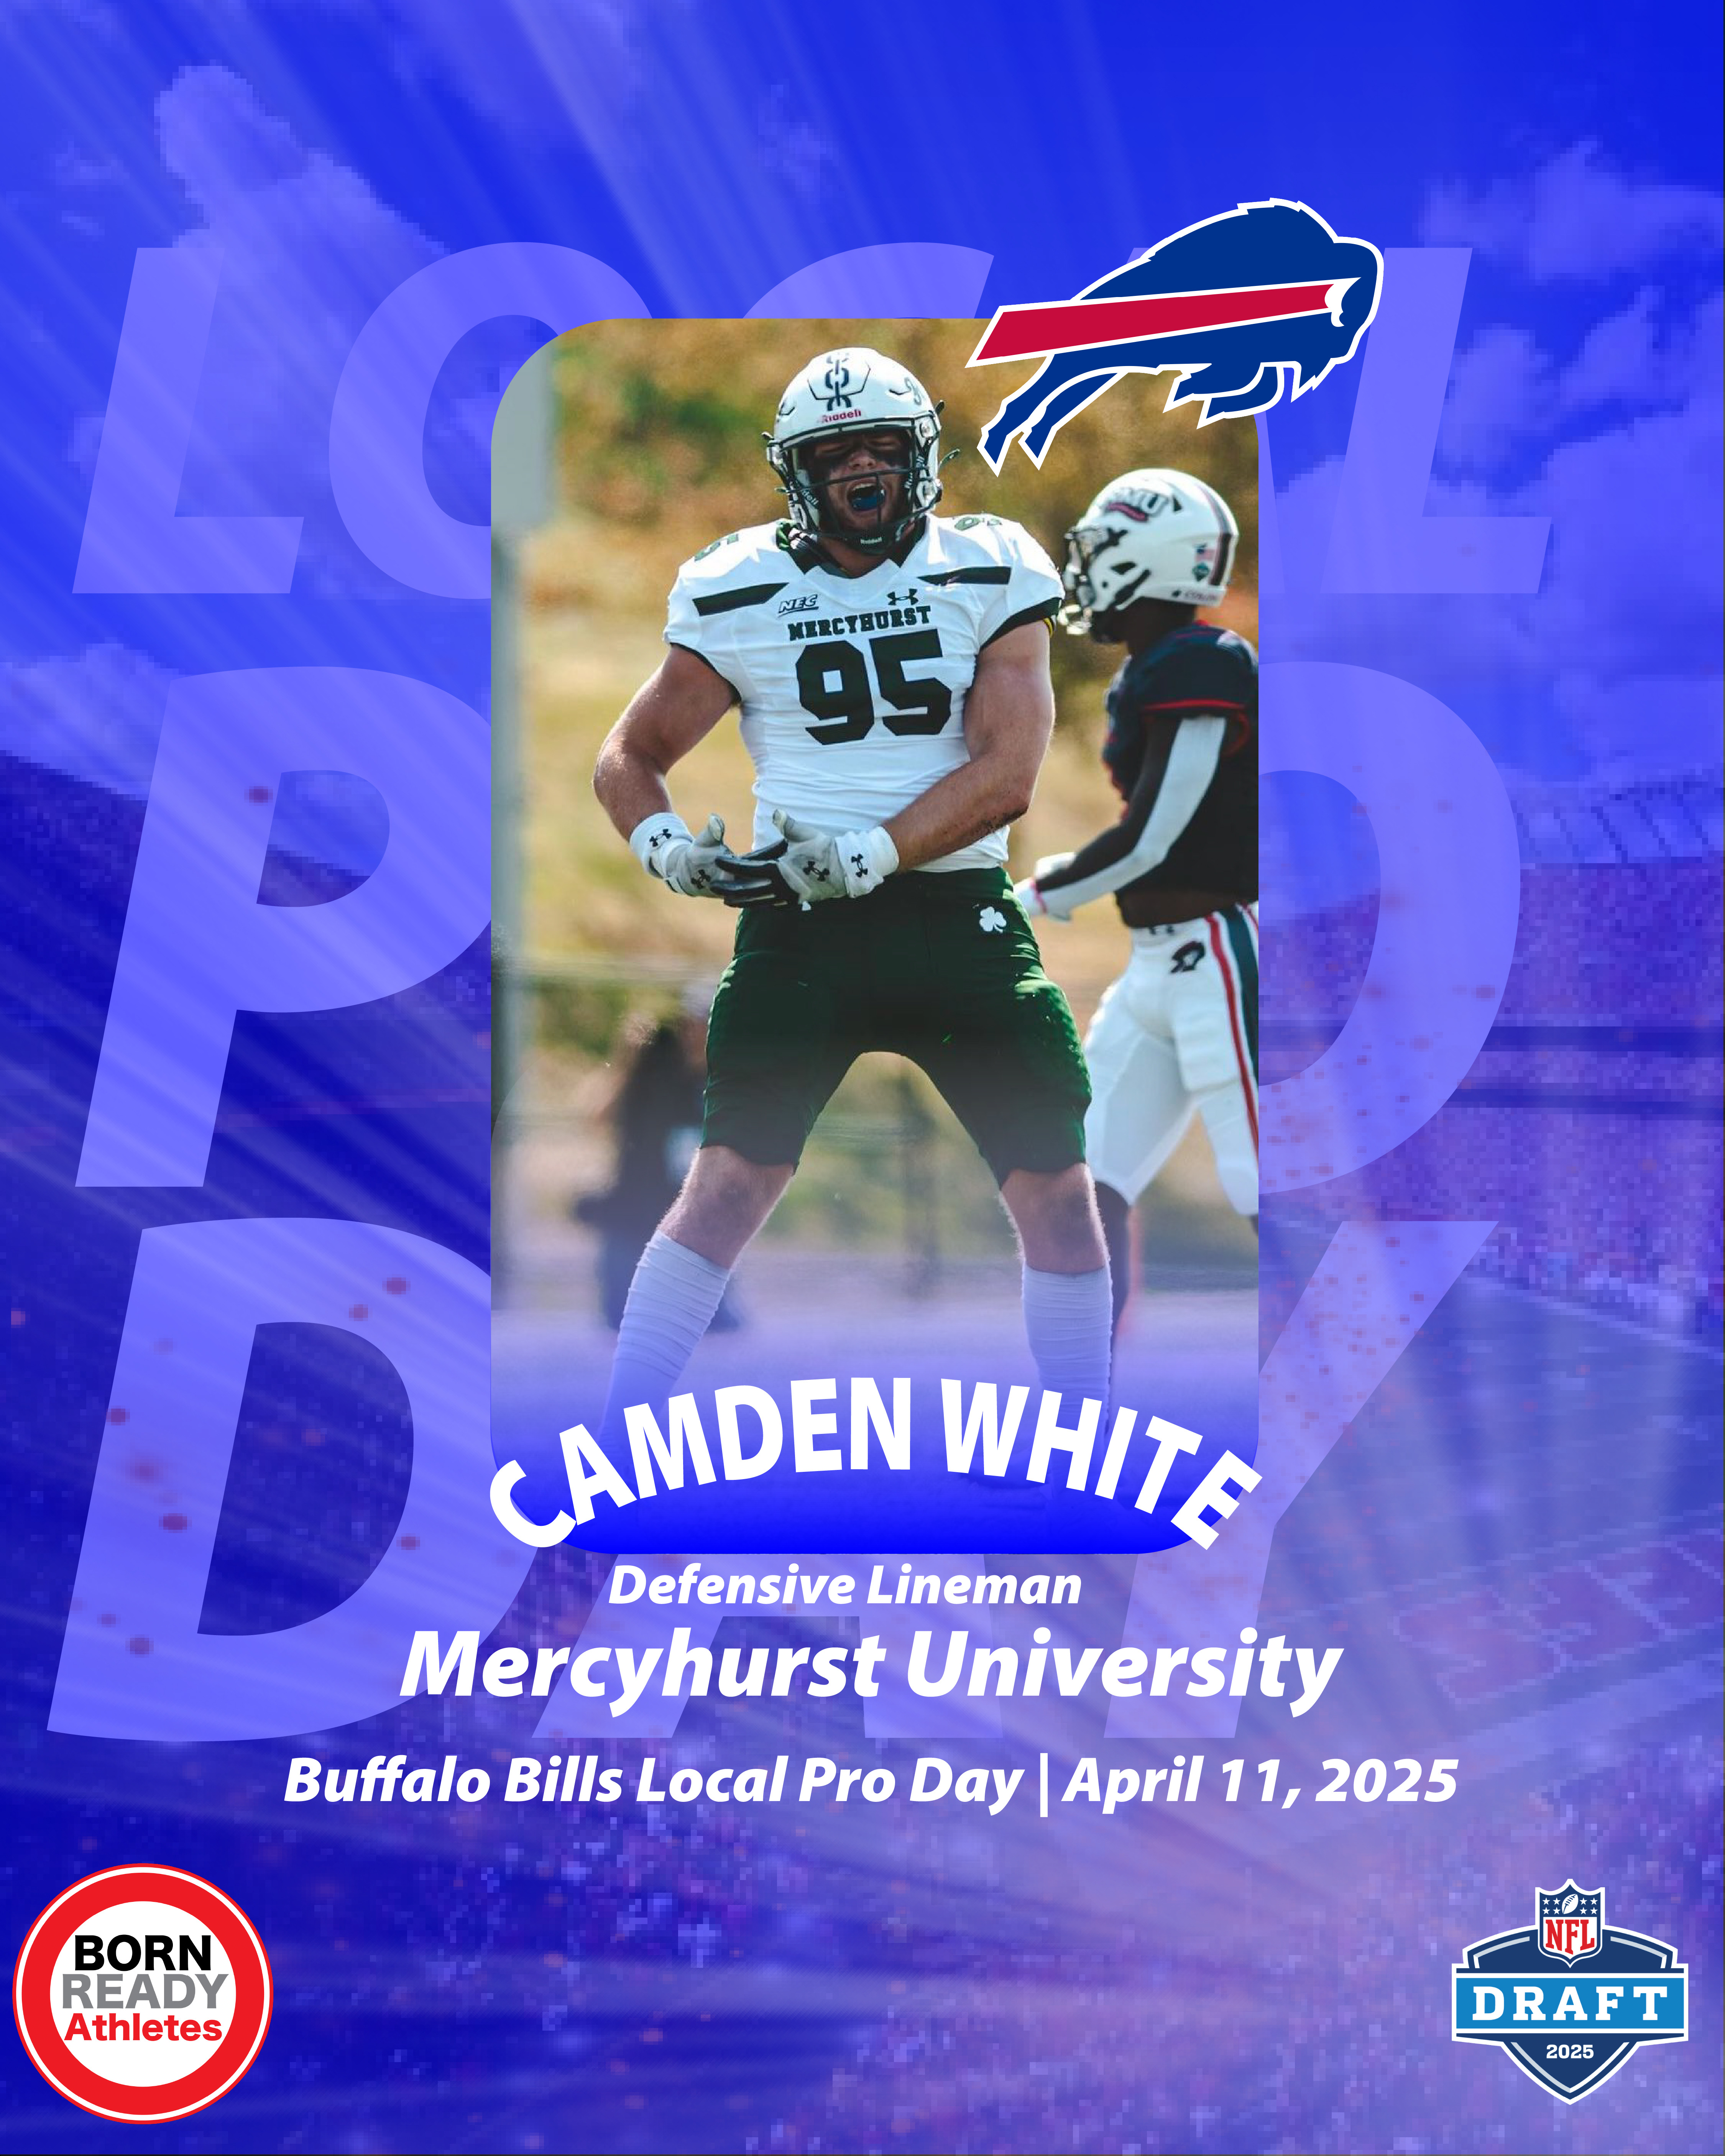 LOCAL
PRO
DAY
Riddell
NEC
MERCYHURST
95
CAMDEN WHITE
Defensive Lineman
Mercyhurst University
Buffalo Bills Local Pro Day | April 11, 2025
BORN
READY
Athletes
NFL
DRAFT
2025